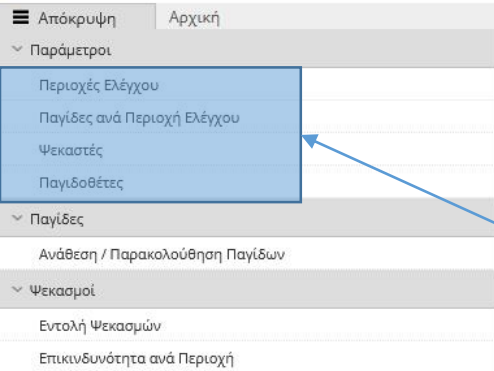 Απόκρυψη Αρχική
Παράμετροι
Περιοχές Ελέγχου
Παγίδες ανά Περιοχή Ελέγχου
Ψεκαστές
Παγιδοθέτες
Παγίδες
Ανάθεση / Παρακολούθηση Παγίδων
Ψεκασμοί
Εντολή Ψεκασμών
Επικινδυνότητα ανά Περιοχή